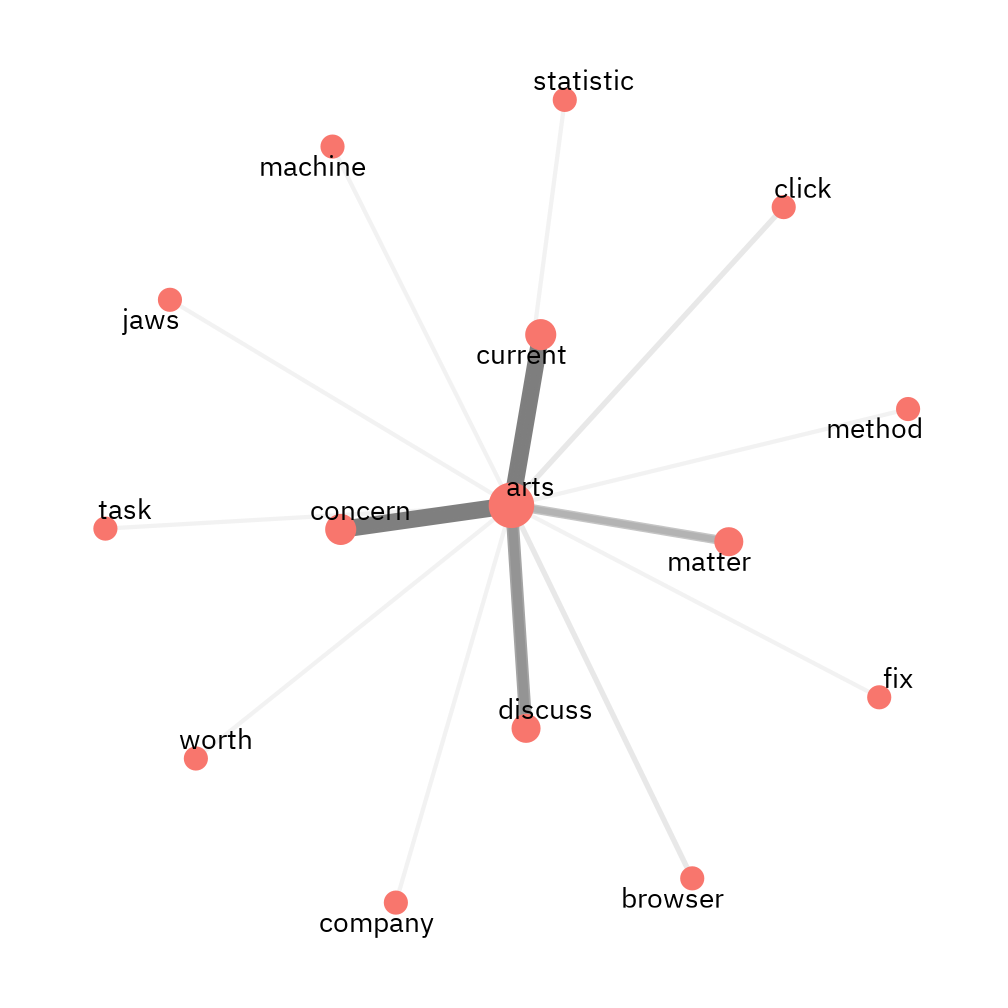 statistic
machine
click
jaws
current
method
arts
task
concern
matter
fix
discuss
worth
browser
company